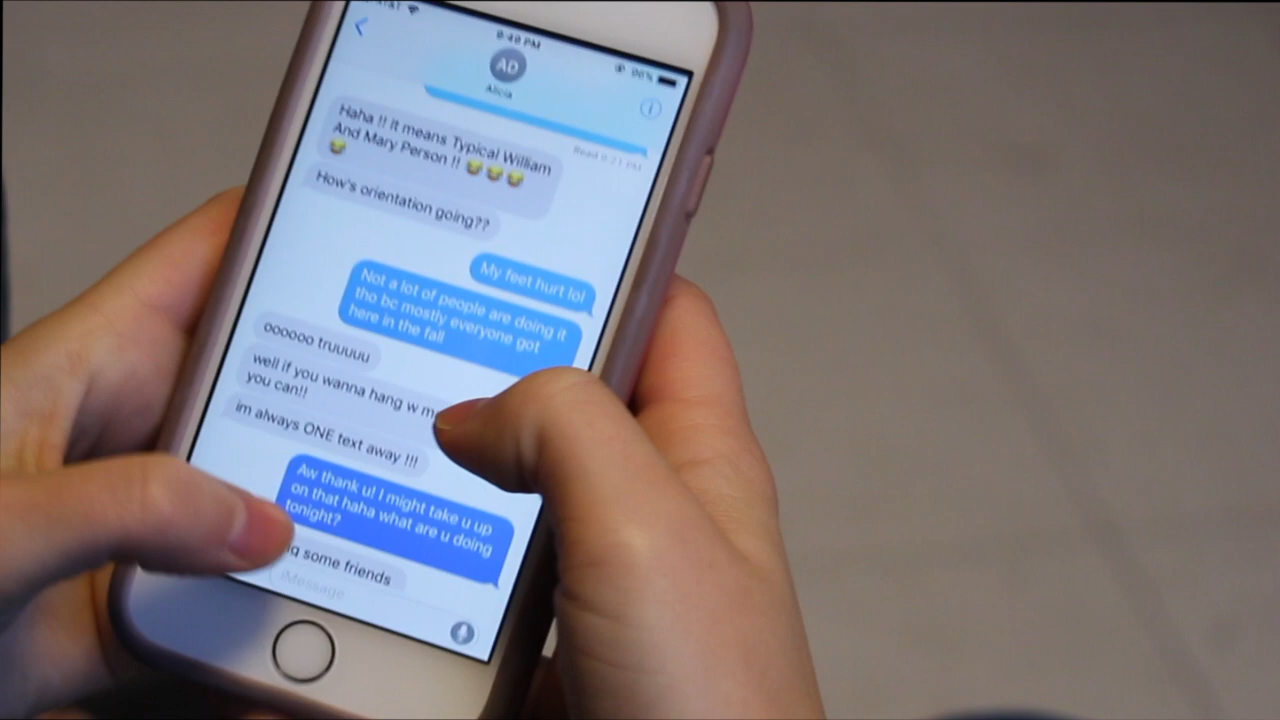 AT&T
9:48 PM
96%
AD
Alicia
Read 9:21 PM
Haha !! It means Typical William
And Mary Person !! 😂 😂 😂
😂
How's orientation going??
My feet hurt lol
Not a lot of people are doing it
tho bc mostly everyone got
here in the fall
oooooo truuuuu
well if you wanna hang w m
you can!!
im always ONE text away !!!
Aw thank u! I might take u up
on that haha what are u doing
tonight?
some friends
iMessage